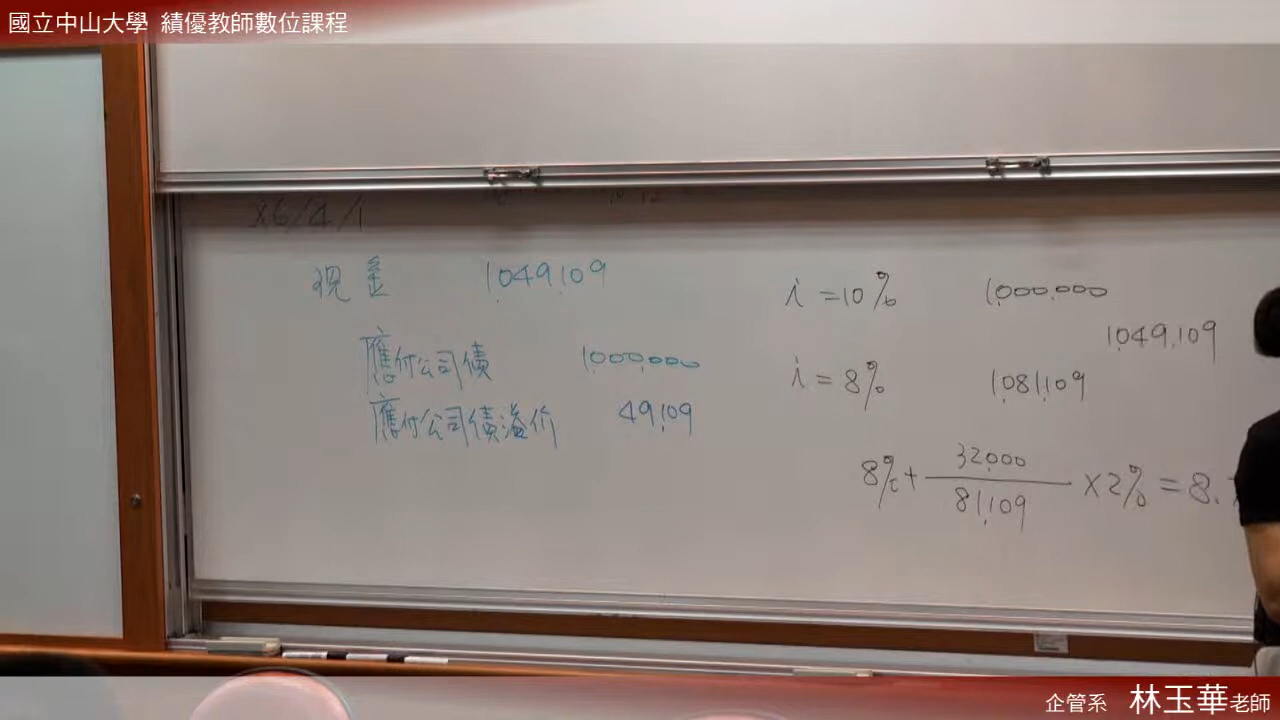 國立中山大學 績優教師數位課程
X6/4/1
現金 1,049,109
應付公司債 1,000,000
應付公司債溢价 49,109
i = 10% 1,000,000
1,049,109
i = 8% 1,081,109
8% + 32,000 / 81,109 × 2% = 8.
企管系 林玉華老師